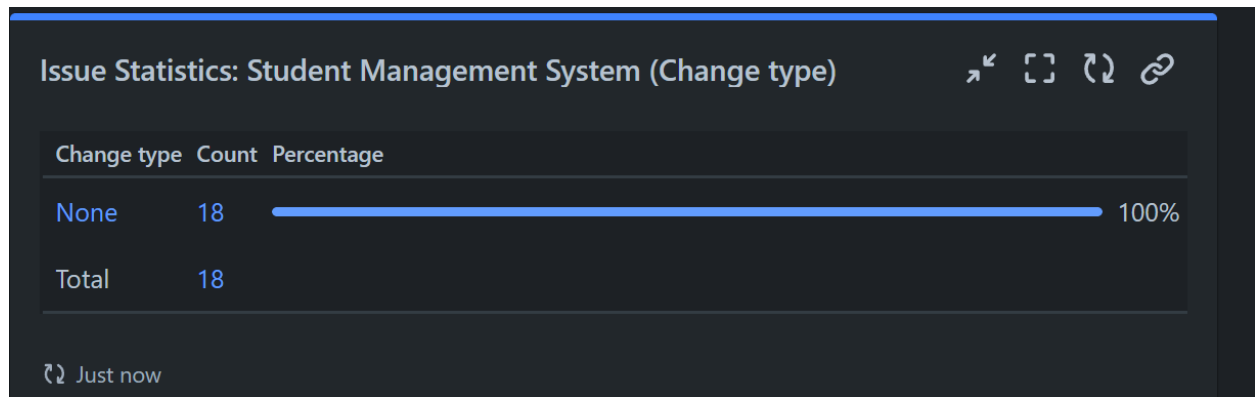 Issue Statistics: Student Management System (Change type)
Change type Count Percentage
None 18 100%
Total 18
Just now